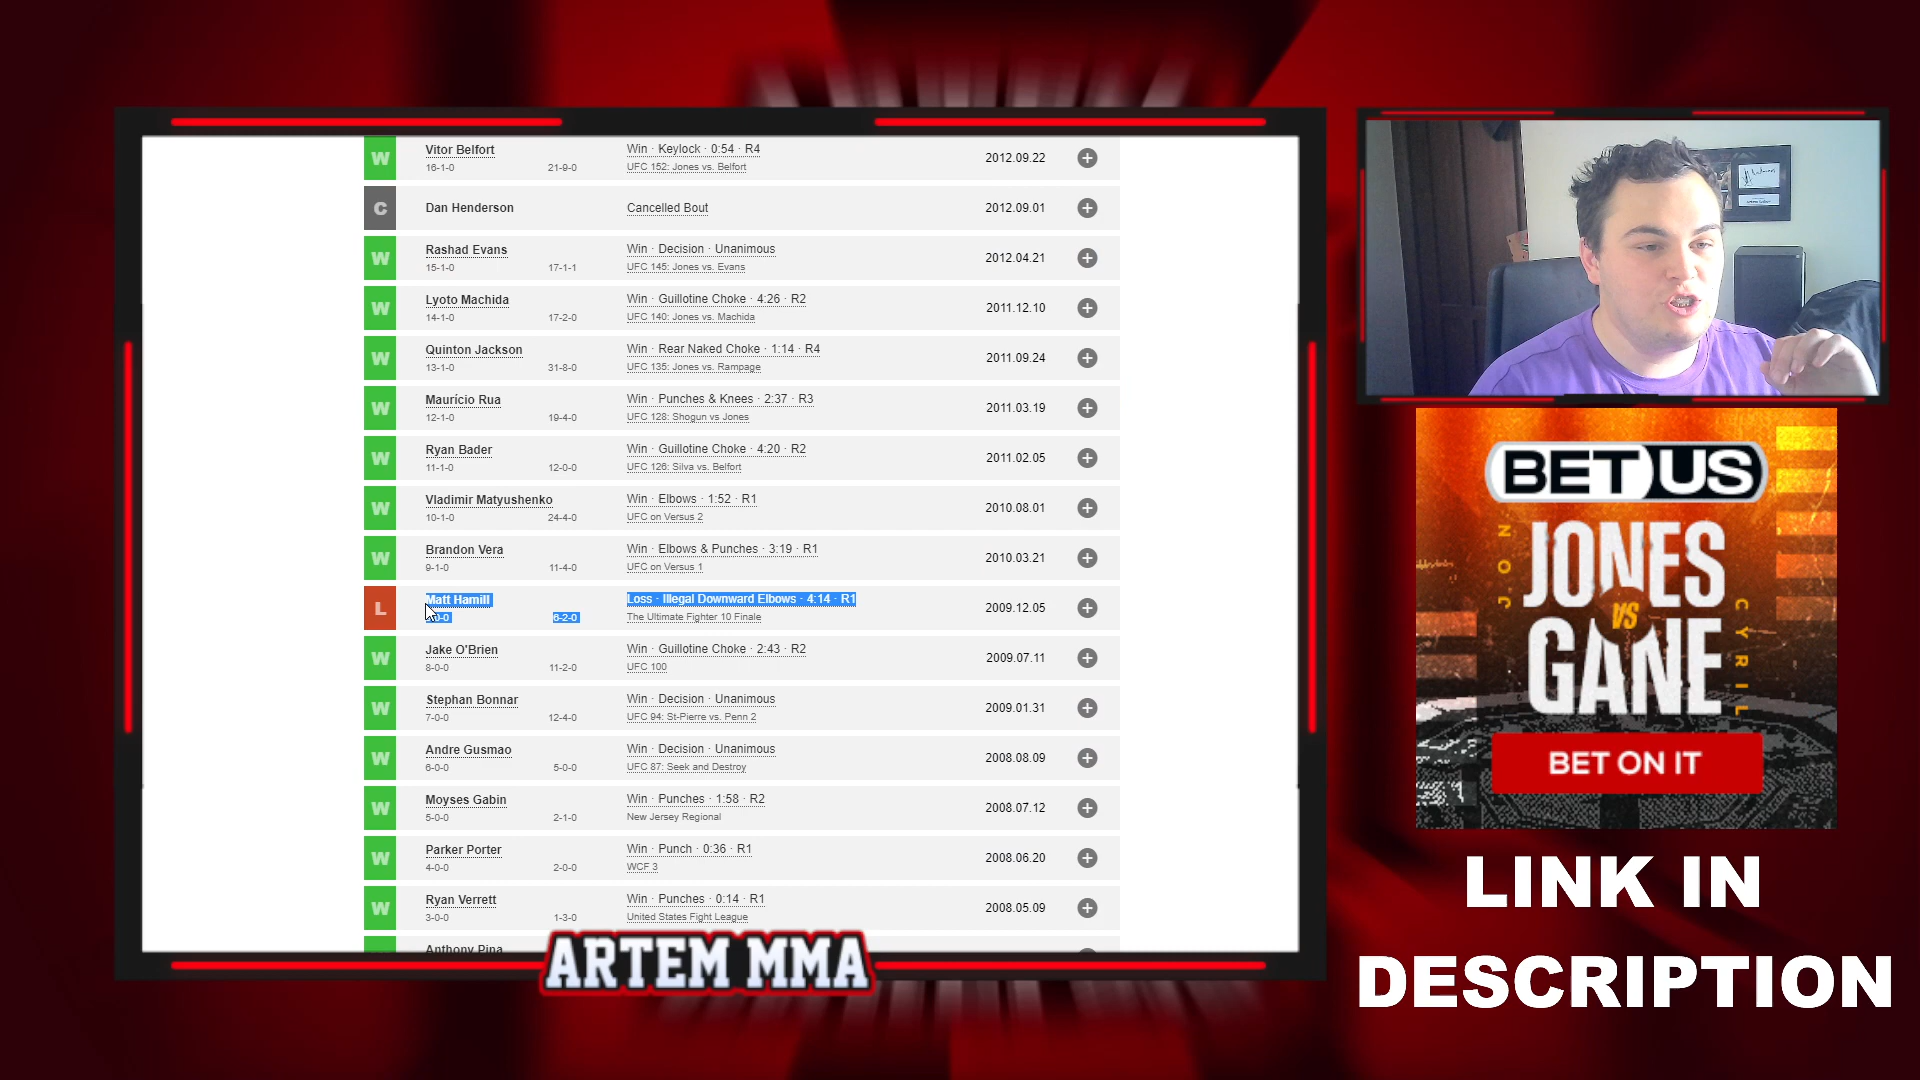 W
Vitor Belfort
16-1-0 21-9-0
Win · Keylock · 0:54 · R4
UFC 152: Jones vs. Belfort
2012.09.22
C
Dan Henderson
Cancelled Bout
2012.09.01
W
Rashad Evans
15-1-0 17-1-1
Win · Decision · Unanimous
UFC 145: Jones vs. Evans
2012.04.21
W
Lyoto Machida
14-1-0 17-2-0
Win · Guillotine Choke · 4:26 · R2
UFC 140: Jones vs. Machida
2011.12.10
W
Quinton Jackson
13-1-0 31-8-0
Win · Rear Naked Choke · 1:14 · R4
UFC 135: Jones vs. Rampage
2011.09.24
W
Maurício Rua
12-1-0 19-4-0
Win · Punches & Knees · 2:37 · R3
UFC 128: Shogun vs Jones
2011.03.19
W
Ryan Bader
11-1-0 12-0-0
Win · Guillotine Choke · 4:20 · R2
UFC 126: Silva vs. Belfort
2011.02.05
W
Vladimir Matyushenko
10-1-0 24-4-0
Win · Elbows · 1:52 · R1
UFC on Versus 2
2010.08.01
W
Brandon Vera
9-1-0 11-4-0
Win · Elbows & Punches · 3:19 · R1
UFC on Versus 1
2010.03.21
L
Matt Hamill
0-0 6-2-0
Loss · Illegal Downward Elbows · 4:14 · R1
The Ultimate Fighter 10 Finale
2009.12.05
W
Jake O'Brien
8-0-0 11-2-0
Win · Guillotine Choke · 2:43 · R2
UFC 100
2009.07.11
W
Stephan Bonnar
7-0-0 12-4-0
Win · Decision · Unanimous
UFC 94: St-Pierre vs. Penn 2
2009.01.31
W
Andre Gusmao
6-0-0 5-0-0
Win · Decision · Unanimous
UFC 87: Seek and Destroy
2008.08.09
W
Moyses Gabin
5-0-0 2-1-0
Win · Punches · 1:58 · R2
New Jersey Regional
2008.07.12
W
Parker Porter
4-0-0 2-0-0
Win · Punch · 0:36 · R1
WCF 3
2008.06.20
W
Ryan Verrett
3-0-0 1-3-0
Win · Punches · 0:14 · R1
United States Fight League
2008.05.09
Anthony Pina
ARTEM MMA
BETUS
JON
JONES
VS
GANE
CYRIL
BET ON IT
LINK IN
DESCRIPTION